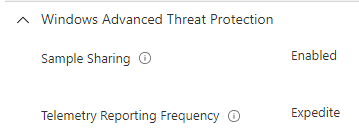 Windows Advanced Threat Protection
Sample Sharing Enabled
Telemetry Reporting Frequency Expedite